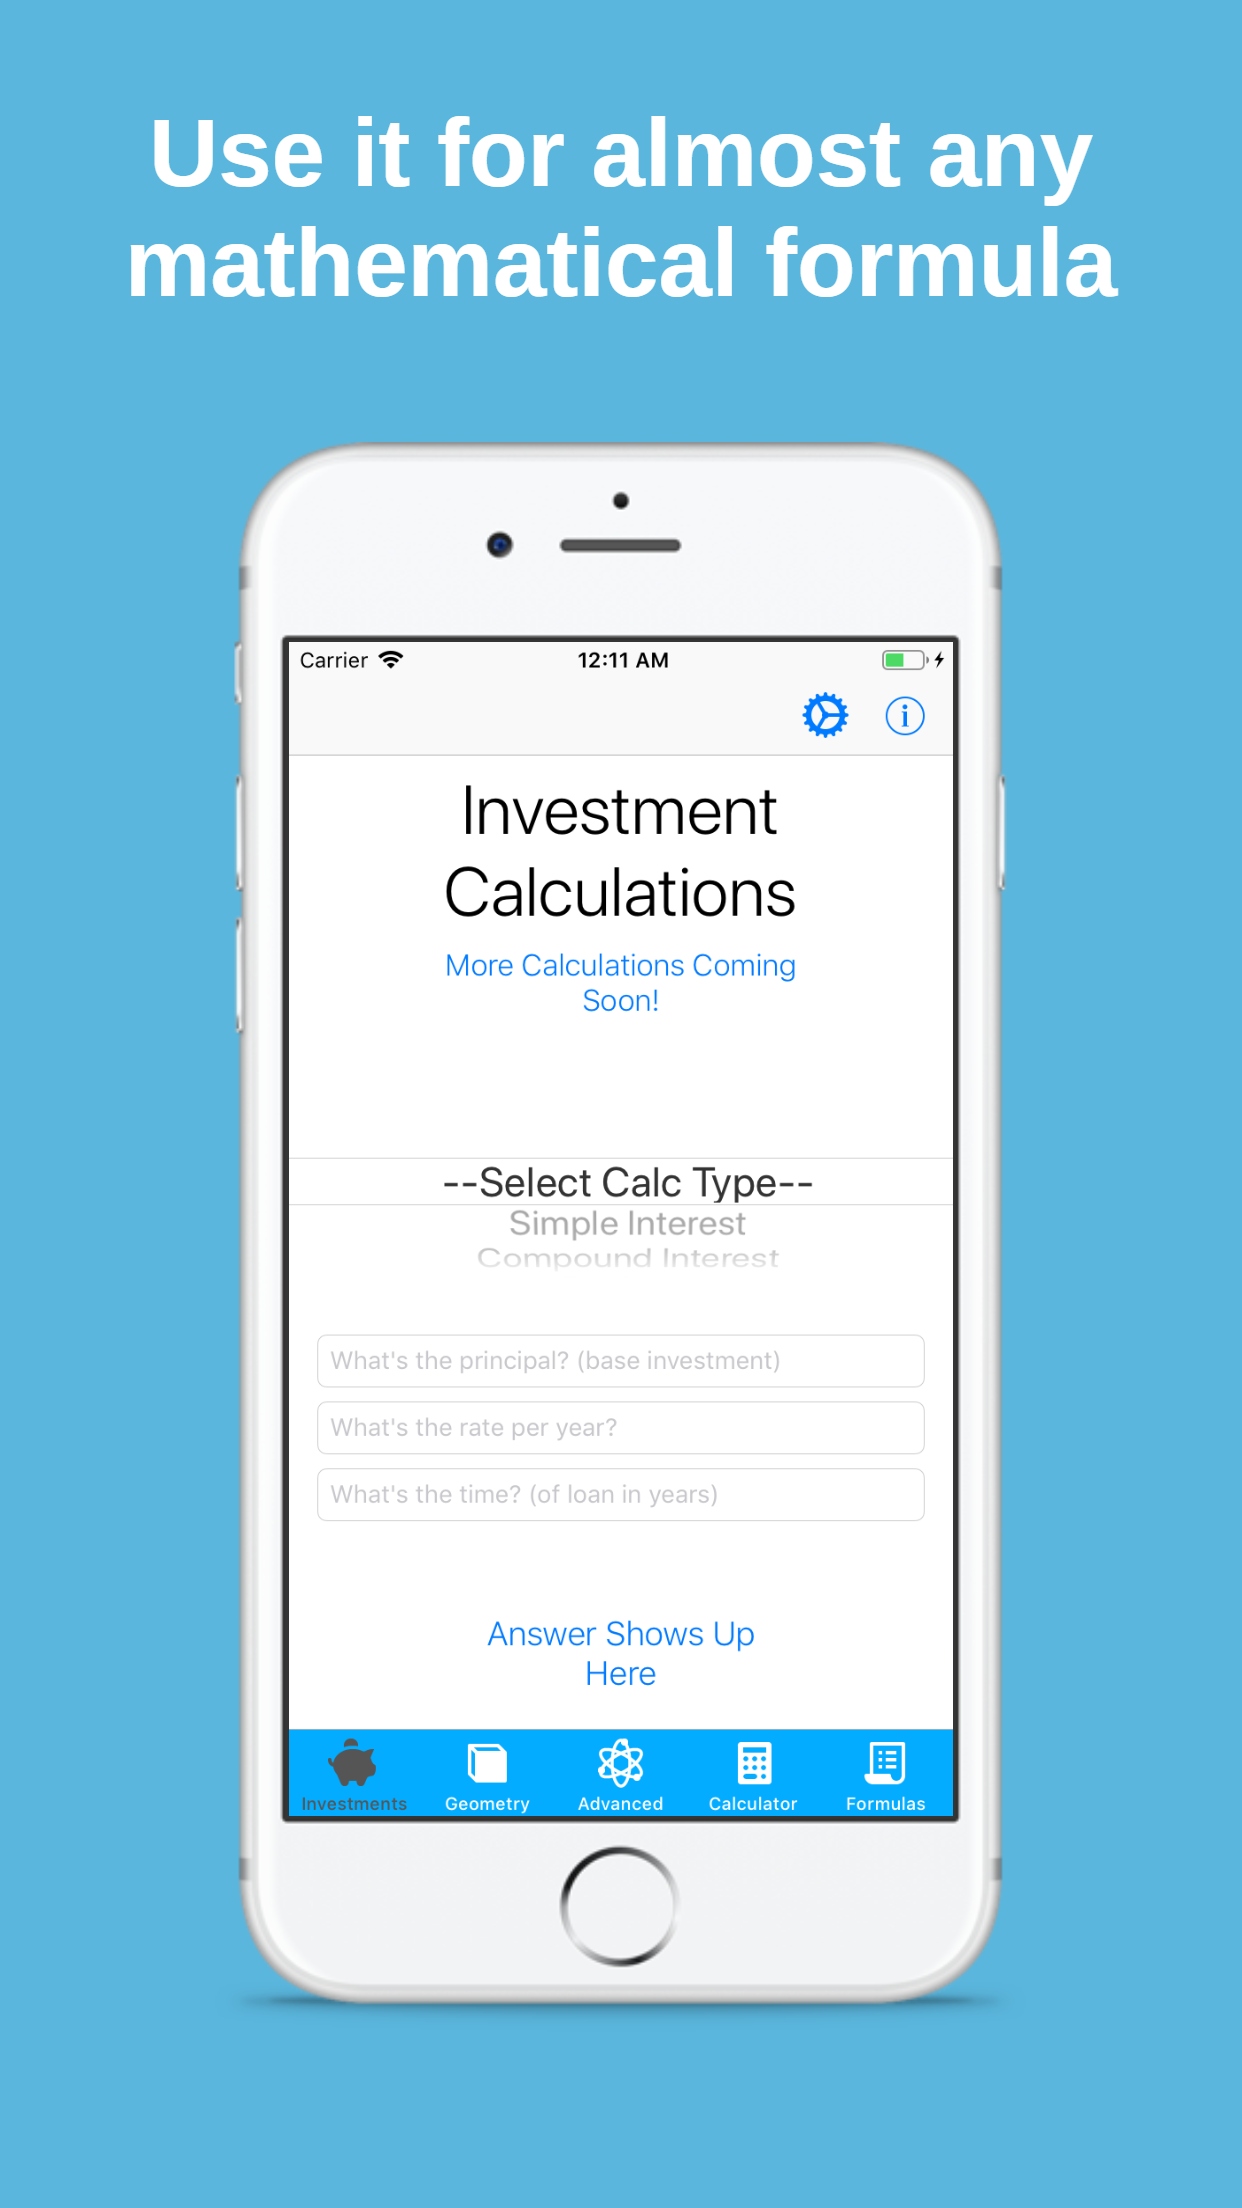 Use it for almost any
mathematical formula
Carrier
12:11 AM
Investment
Calculations
More Calculations Coming
Soon!
--Select Calc Type--
Simple Interest
Compound Interest
What's the principal? (base investment)
What's the rate per year?
What's the time? (of loan in years)
Answer Shows Up
Here
Investments Geometry Advanced Calculator Formulas